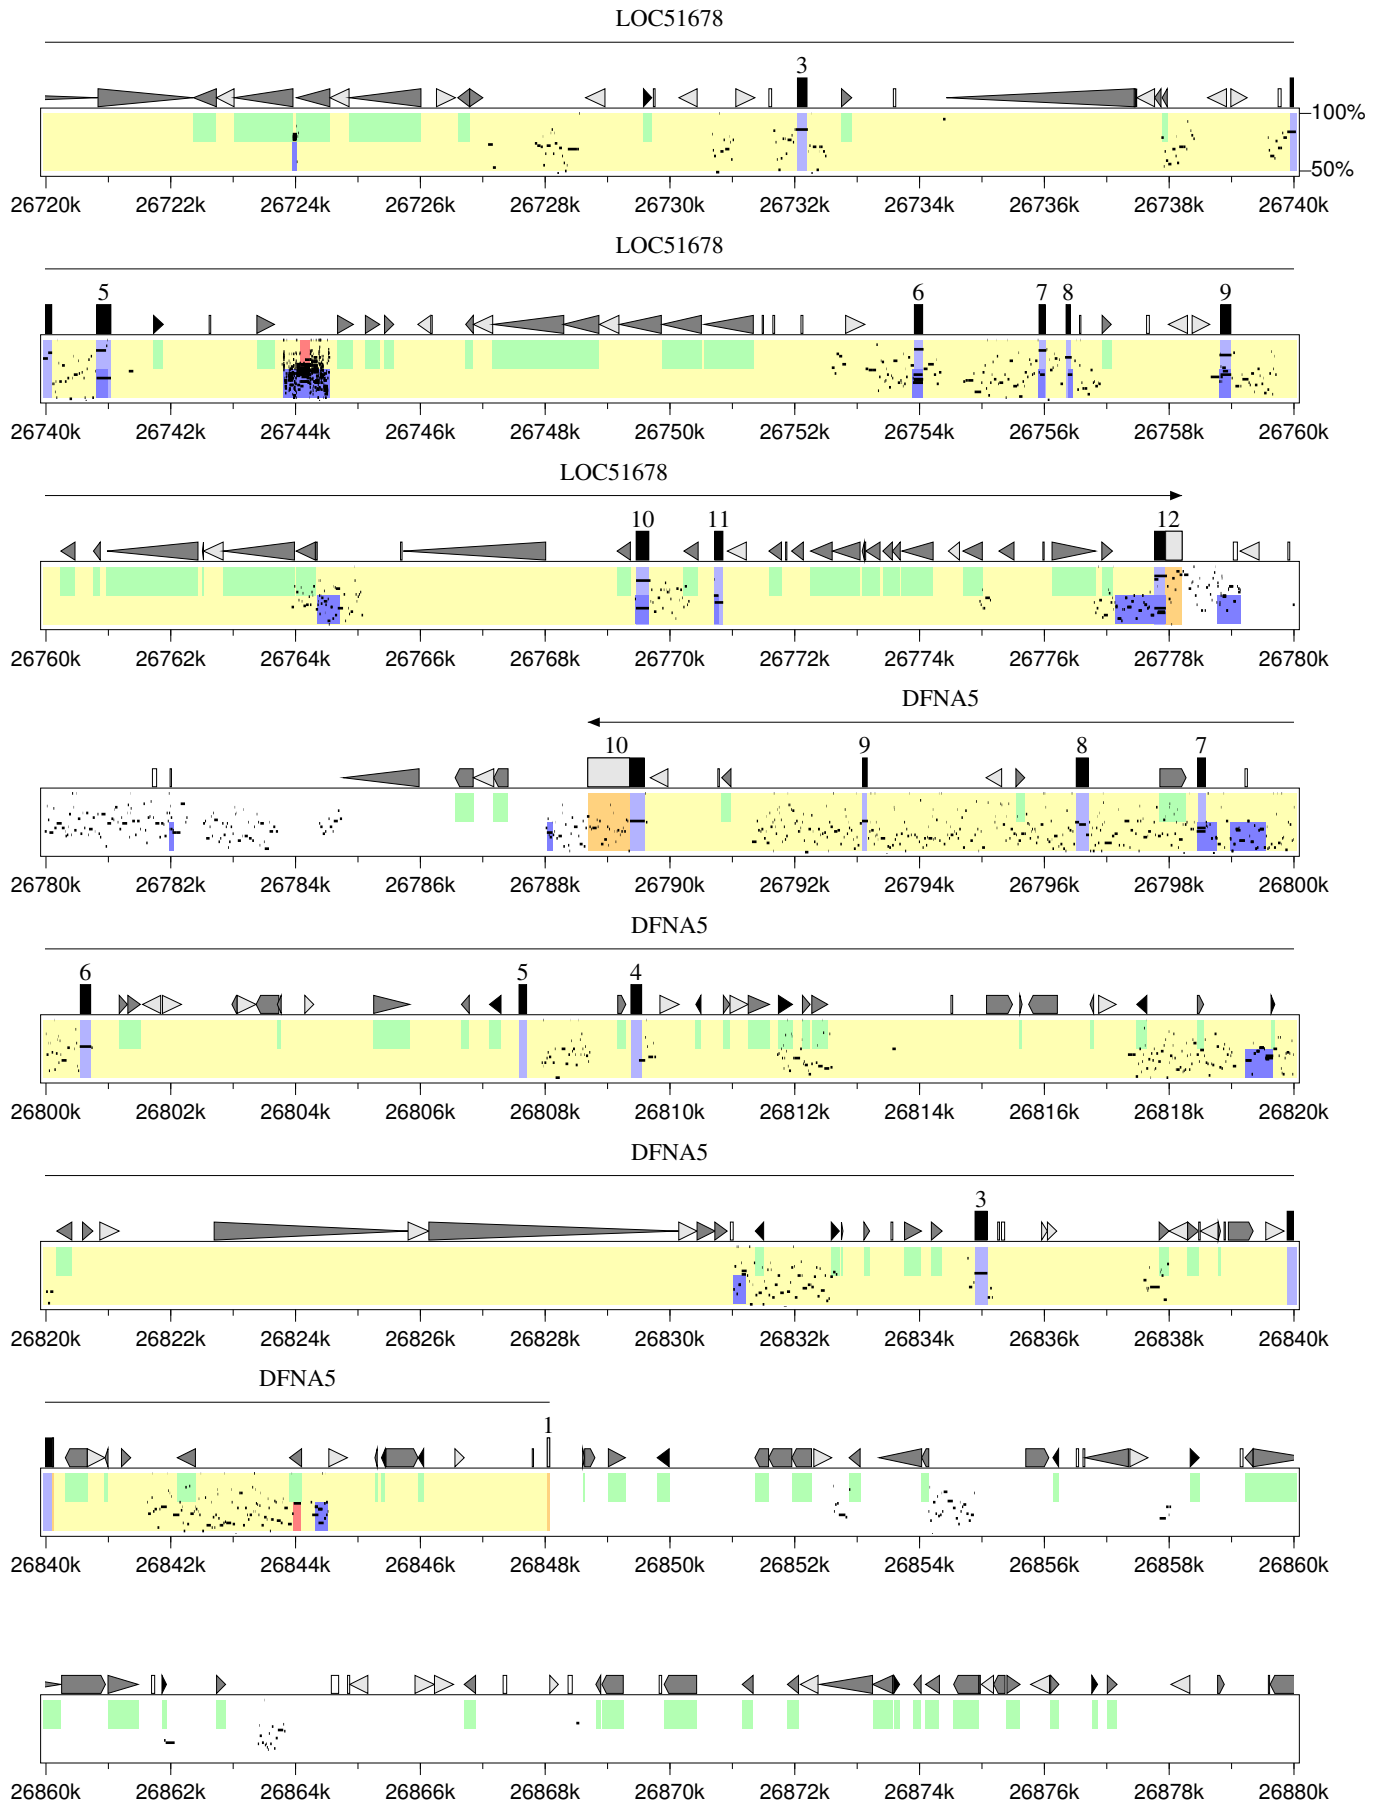 LOC51678
3
100%
50%
26720k 26722k 26724k 26726k 26728k 26730k 26732k 26734k 26736k 26738k 26740k
LOC51678
5 6 7 8 9
26740k 26742k 26744k 26746k 26748k 26750k 26752k 26754k 26756k 26758k 26760k
LOC51678
10 11 12
26760k 26762k 26764k 26766k 26768k 26770k 26772k 26774k 26776k 26778k 26780k
DFNA5
10 9 8 7
26780k 26782k 26784k 26786k 26788k 26790k 26792k 26794k 26796k 26798k 26800k
DFNA5
6 5 4
26800k 26802k 26804k 26806k 26808k 26810k 26812k 26814k 26816k 26818k 26820k
DFNA5
3
26820k 26822k 26824k 26826k 26828k 26830k 26832k 26834k 26836k 26838k 26840k
DFNA5
1
26840k 26842k 26844k 26846k 26848k 26850k 26852k 26854k 26856k 26858k 26860k
26860k 26862k 26864k 26866k 26868k 26870k 26872k 26874k 26876k 26878k 26880k